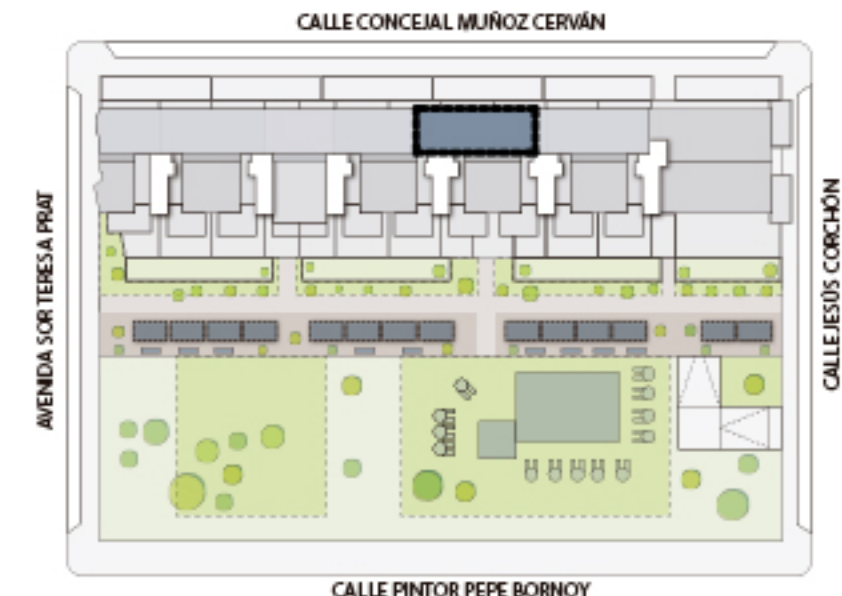 CALLE CONCEJAL MUÑOZ CERVÁN
AVENIDA SOR TERESA PRAT
CALLE JESÚS CORCHÓN
CALLE PINTOR PEPE BORNOY